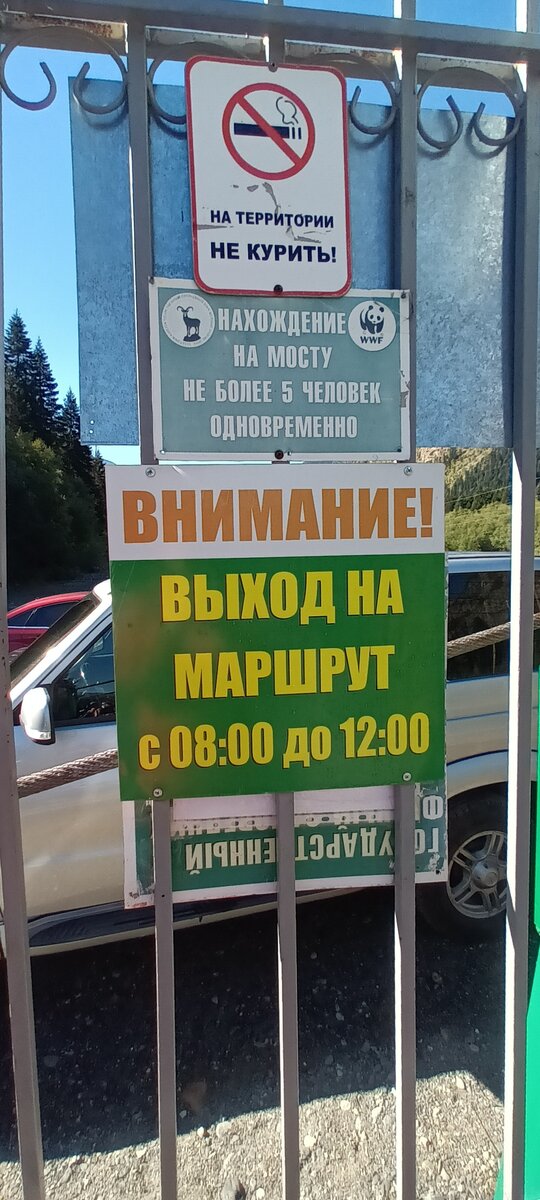 НА ТЕРРИТОРИИ
НЕ КУРИТЬ!
НАХОЖДЕНИЕ
WWF
НА МОСТУ
НЕ БОЛЕЕ 5 ЧЕЛОВЕК
ОДНОВРЕМЕННО
ВНИМАНИЕ!
ВЫХОД НА
МАРШРУТ
с 08:00 до 12:00
ГОСУДАРСТВЕННЫЙ